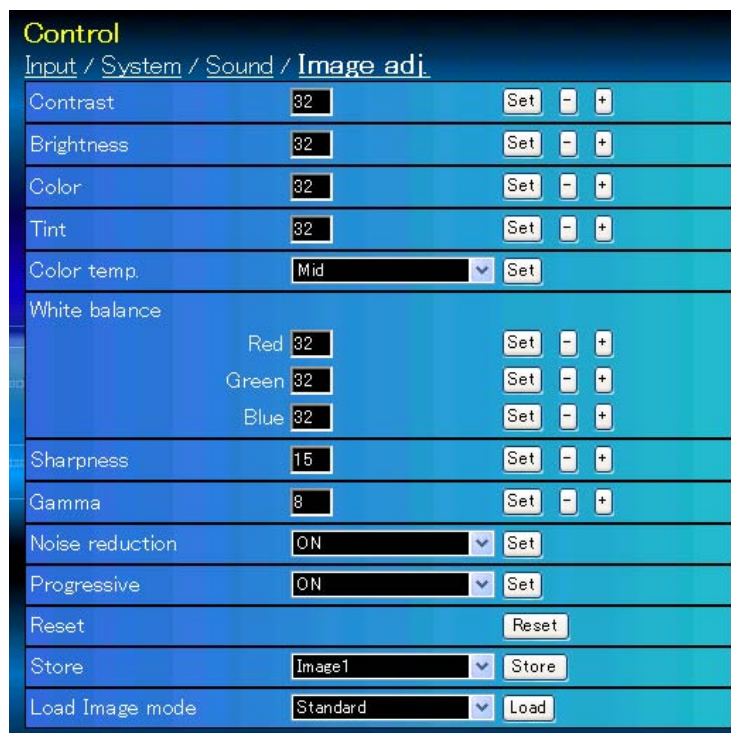 Control
Input / System / Sound / Image adj.
Contrast 32 Set - +
Brightness 32 Set - +
Color 32 Set - +
Tint 32 Set - +
Color temp. Mid Set
White balance
Red 32 Set - +
Green 32 Set - +
Blue 32 Set - +
Sharpness 15 Set - +
Gamma 8 Set - +
Noise reduction ON Set
Progressive ON Set
Reset Reset
Store Image1 Store
Load Image mode Standard Load